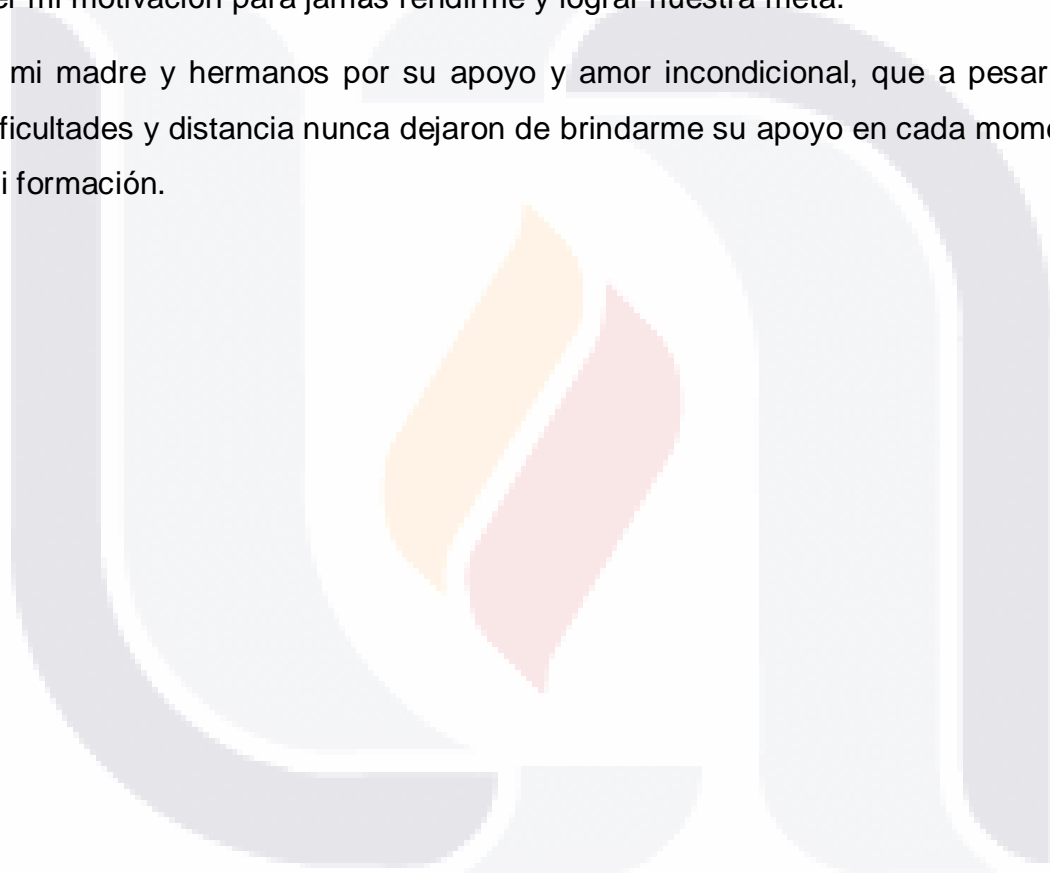 er mi motivación para jamás rendirme y lograr nuestra meta.
mi madre y hermanos por su apoyo y amor incondicional, que a pesar
ficultades y distancia nunca dejaron de brindarme su apoyo en cada mome
i formación.